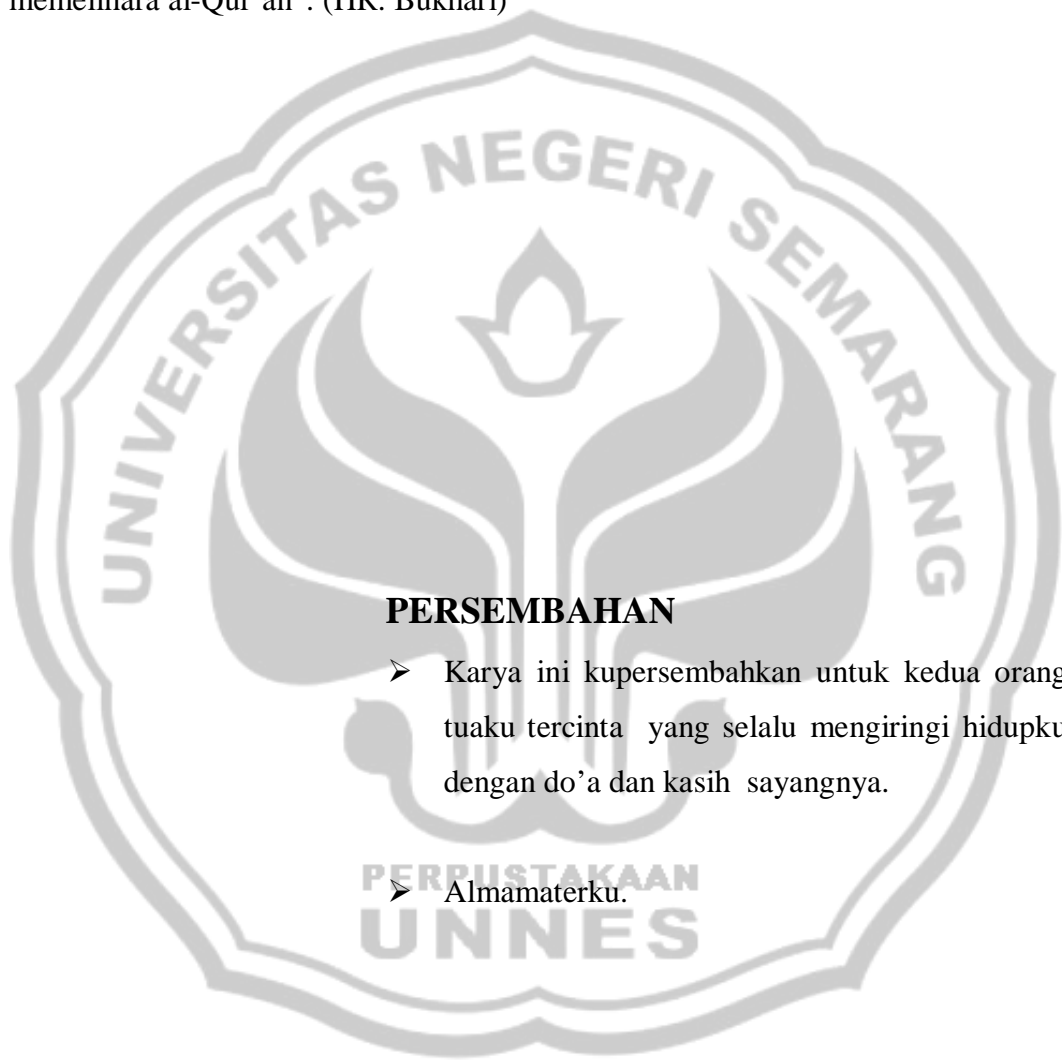 memelihara al-Qur'an". (HR. Bukhari)
UNIVERSITAS NEGERI SEMARANG
PERSEMBAHAN
➢ Karya ini kupersembahkan untuk kedua orang
tuaku tercinta yang selalu mengiringi hidupku
dengan do’a dan kasih sayangnya.
PERPUSTAKAAN
➢ Almamaterku.
UNNES